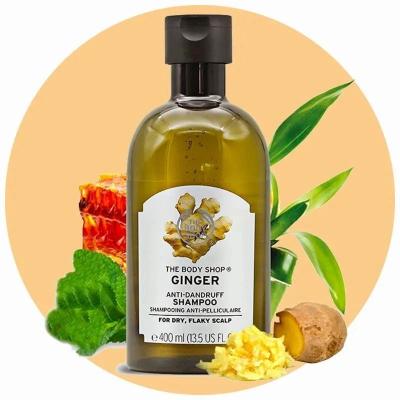 THE BODY SHOP®
GINGER
ANTI-DANDRUFF
SHAMPOO
SHAMPOOING ANTI-PELLICULAIRE
FOR DRY, FLAKY SCALP
℮400 ml (13.5 US FL